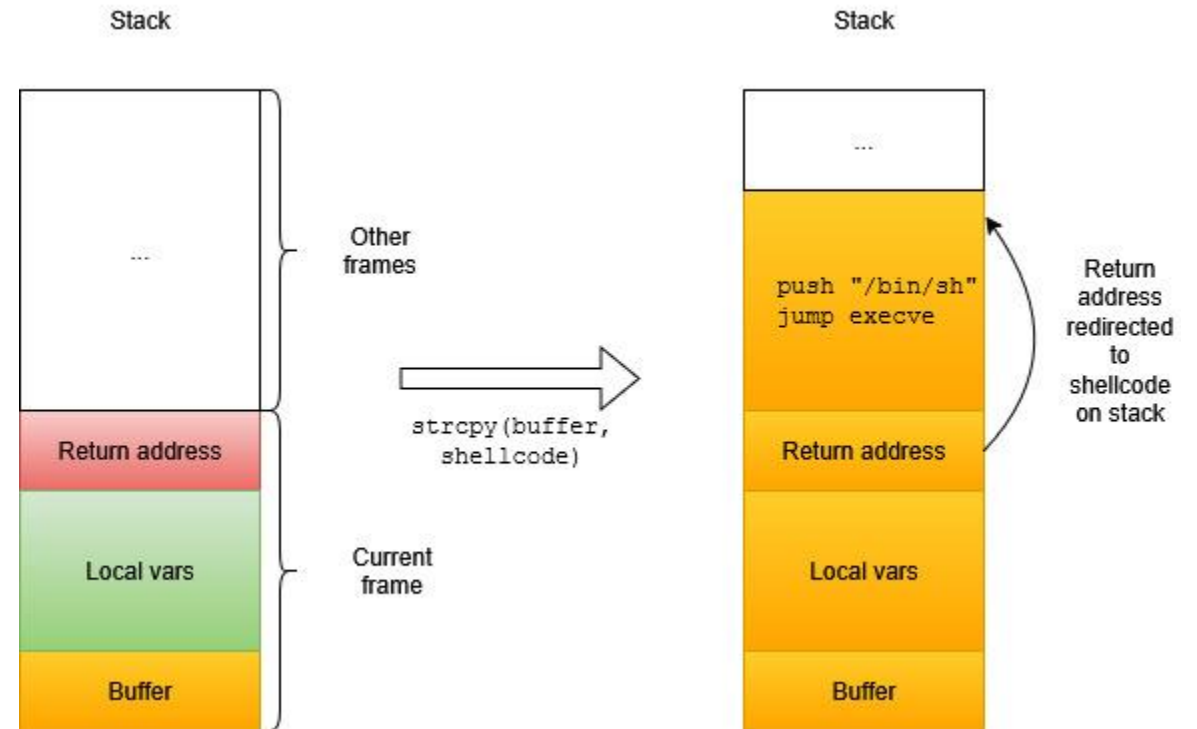 Stack
Stack
...
...
Other
frames
push "/bin/sh"
jump execve
Return
address
redirected
to
shellcode
on stack
strcpy(buffer,
shellcode)
Return address
Return address
Local vars
Current
frame
Local vars
Buffer
Buffer